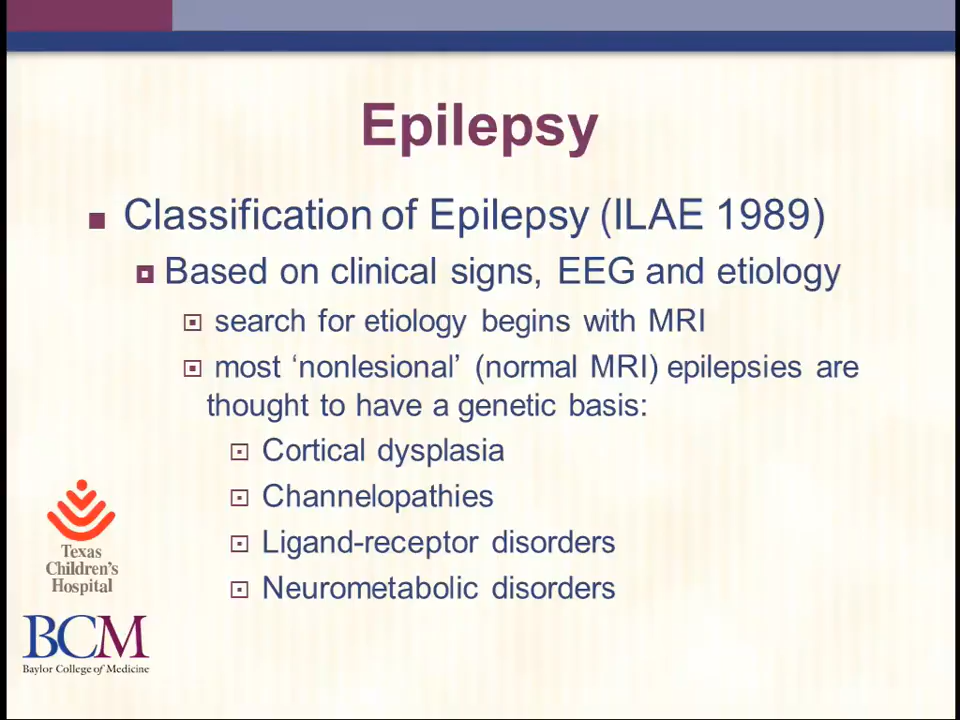 Epilepsy
Classification of Epilepsy (ILAE 1989)
Based on clinical signs, EEG and etiology
search for etiology begins with MRI
most ‘nonlesional’ (normal MRI) epilepsies are
thought to have a genetic basis:
Cortical dysplasia
Channelopathies
Ligand-receptor disorders
Neurometabolic disorders
Texas
Children's
Hospital
BCM
Baylor College of Medicine